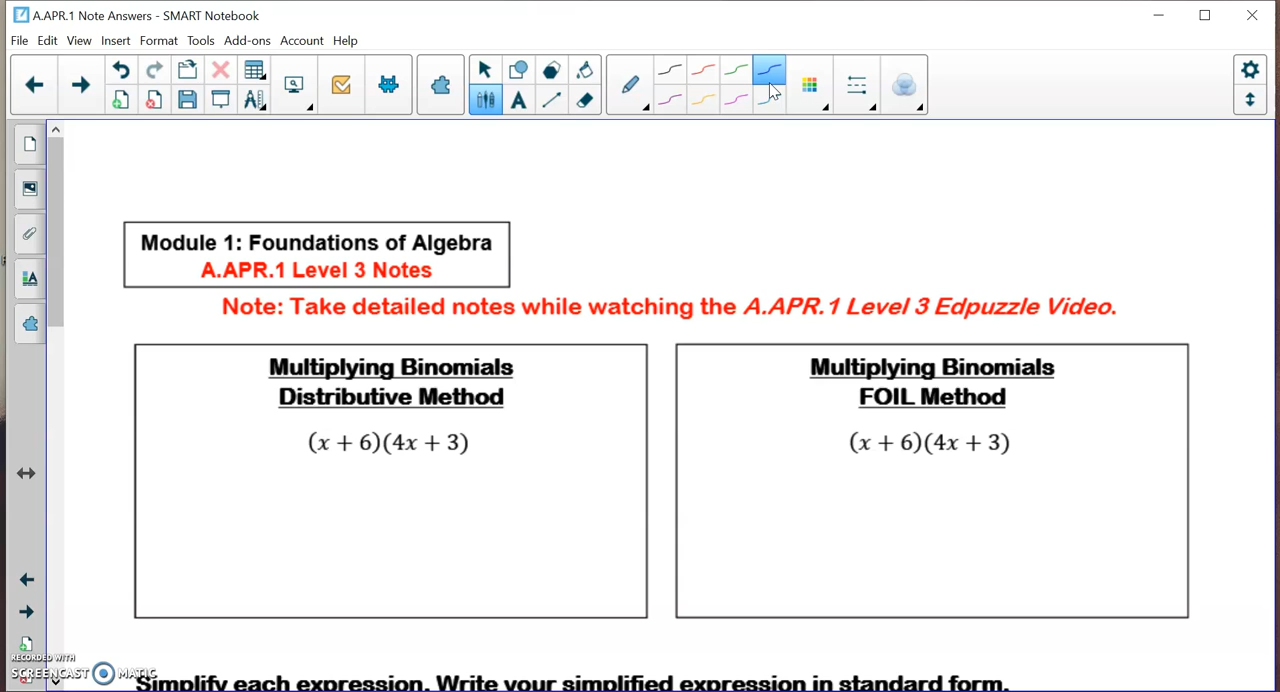 A.APR.1 Note Answers - SMART Notebook
File Edit View Insert Format Tools Add-ons Account Help
Module 1: Foundations of Algebra
A.APR.1 Level 3 Notes
Note: Take detailed notes while watching the A.APR.1 Level 3 Edpuzzle Video.
Multiplying Binomials
Distributive Method
(x + 6)(4x + 3)
Multiplying Binomials
FOIL Method
(x + 6)(4x + 3)
RECORDED WITH
SCREENCAST MATIC
Simplify each expression. Write your simplified expression in standard form.